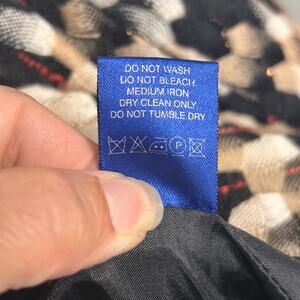 DO NOT WASH
DO NOT BLEACH
MEDIUM IRON
DRY CLEAN ONLY
DO NOT TUMBLE DRY
P